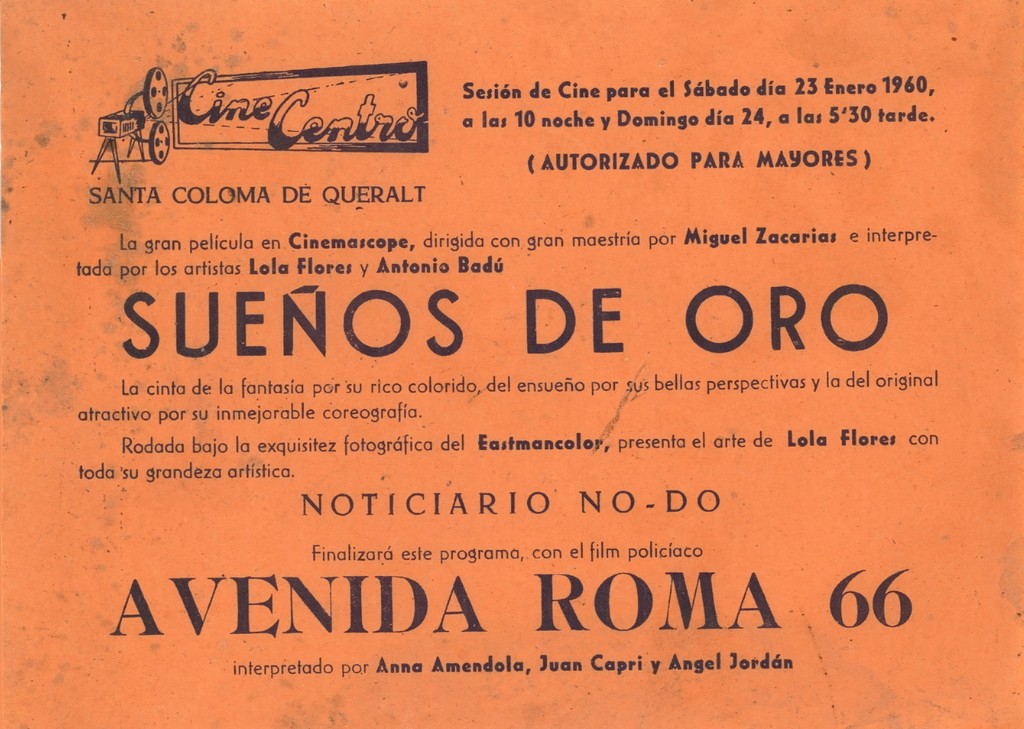 Cine Centro
SANTA COLOMA DE QUERALT
Sesión de Cine para el Sábado día 23 Enero 1960,
a las 10 noche y Domingo día 24, a las 5'30 tarde.
( AUTORIZADO PARA MAYORES )
La gran película en Cinemascope, dirigida con gran maestría por Miguel Zacarias e interpre-
tada por los artistas Lola Flores y Antonio Badú
SUEÑOS DE ORO
La cinta de la fantasía por su rico colorido, del ensueño por sus bellas perspectivas y la del original
atractivo por su inmejorable coreografía.
Rodada bajo la exquisitez fotográfica del Eastmancolor, presenta el arte de Lola Flores con
toda su grandeza artística.
NOTICIARIO NO-DO
Finalizará este programa, con el film policíaco
AVENIDA ROMA 66
interpretado por Anna Amendola, Juan Capri y Angel Jordán